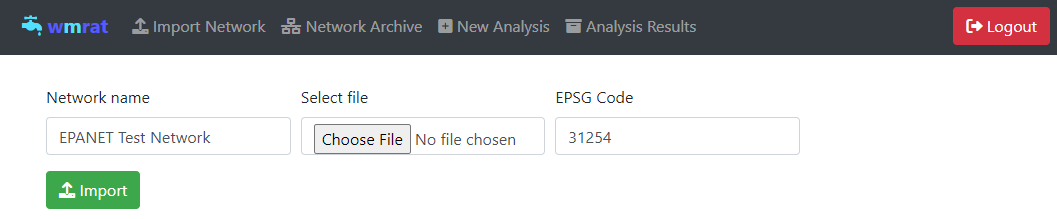 wmrat Import Network Network Archive New Analysis Analysis Results Logout
Network name Select file EPSG Code
EPANET Test Network Choose File No file chosen 31254
Import